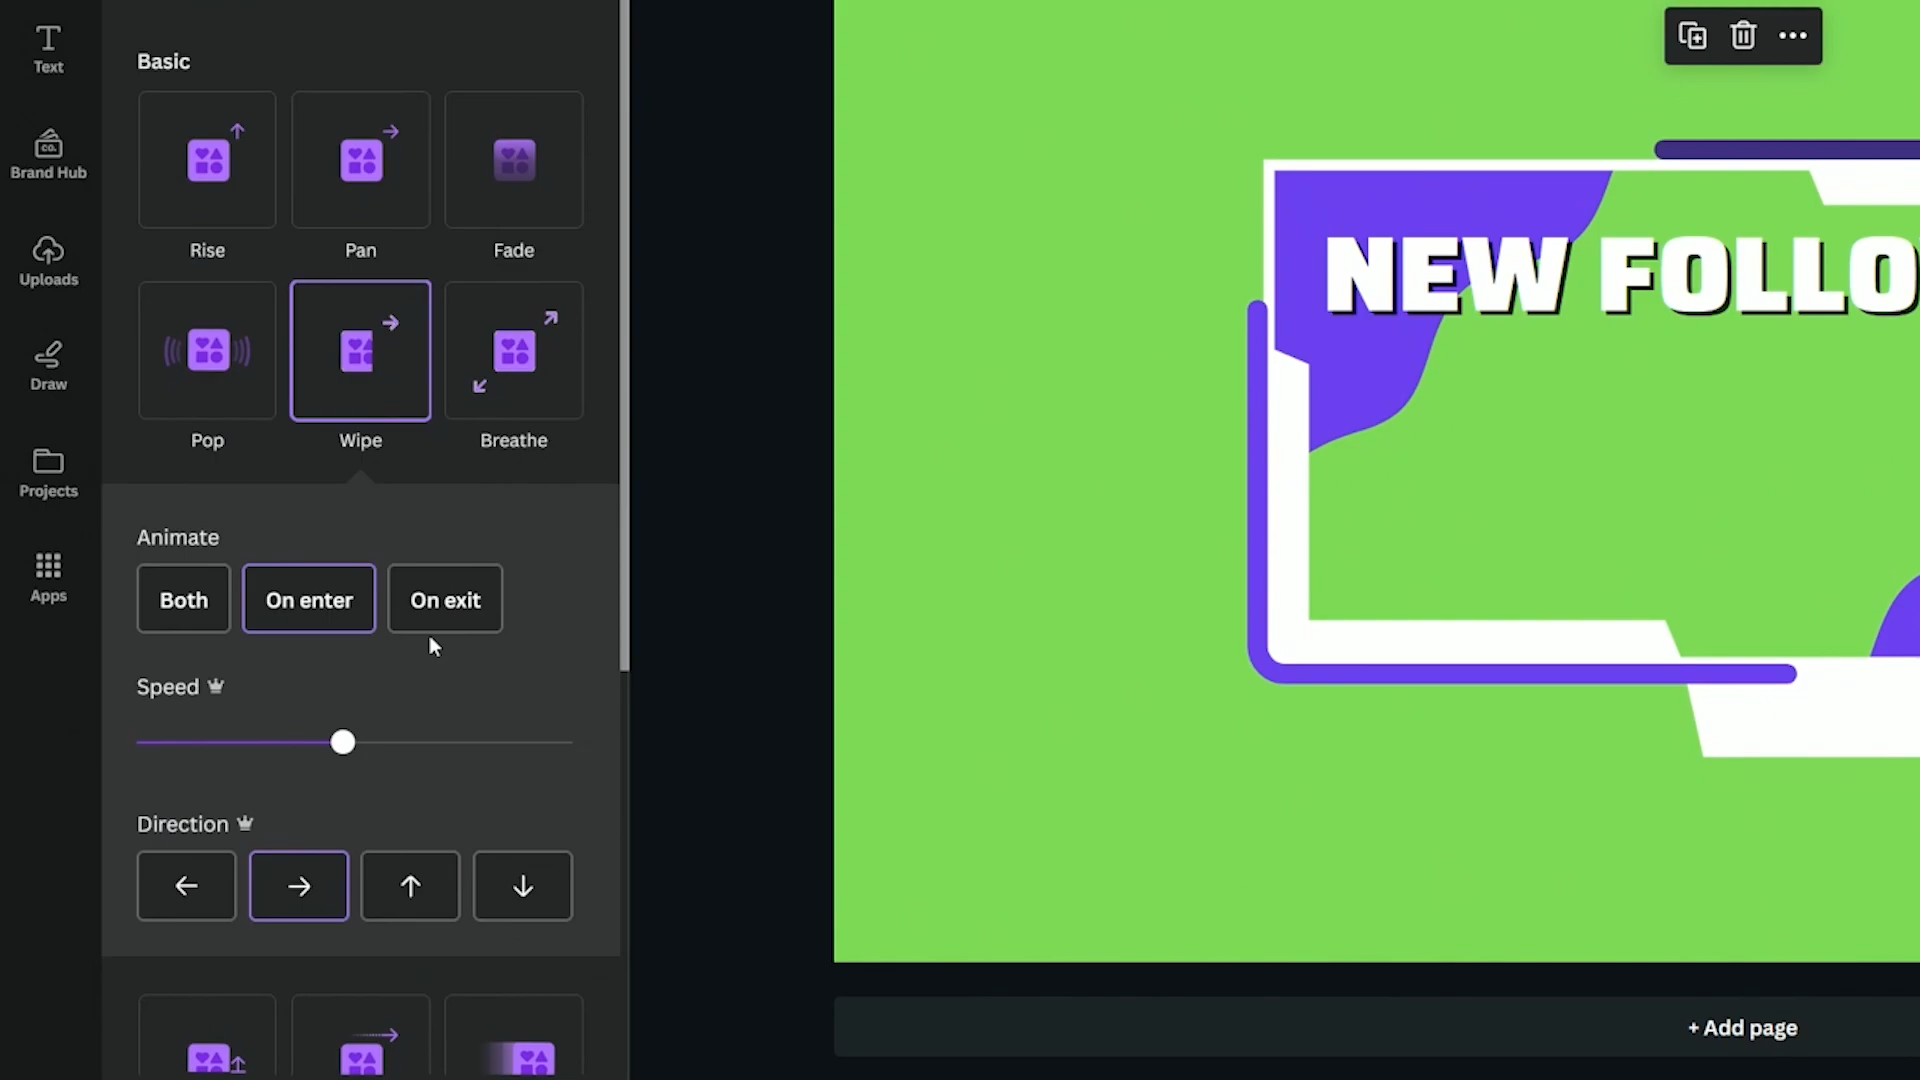 Text
Brand Hub
CO.
Uploads
Draw
Projects
Apps
Basic
Rise
Pan
Fade
Pop
Wipe
Breathe
Animate
Both
On enter
On exit
Speed
Direction
NEW FOLLO
+ Add page